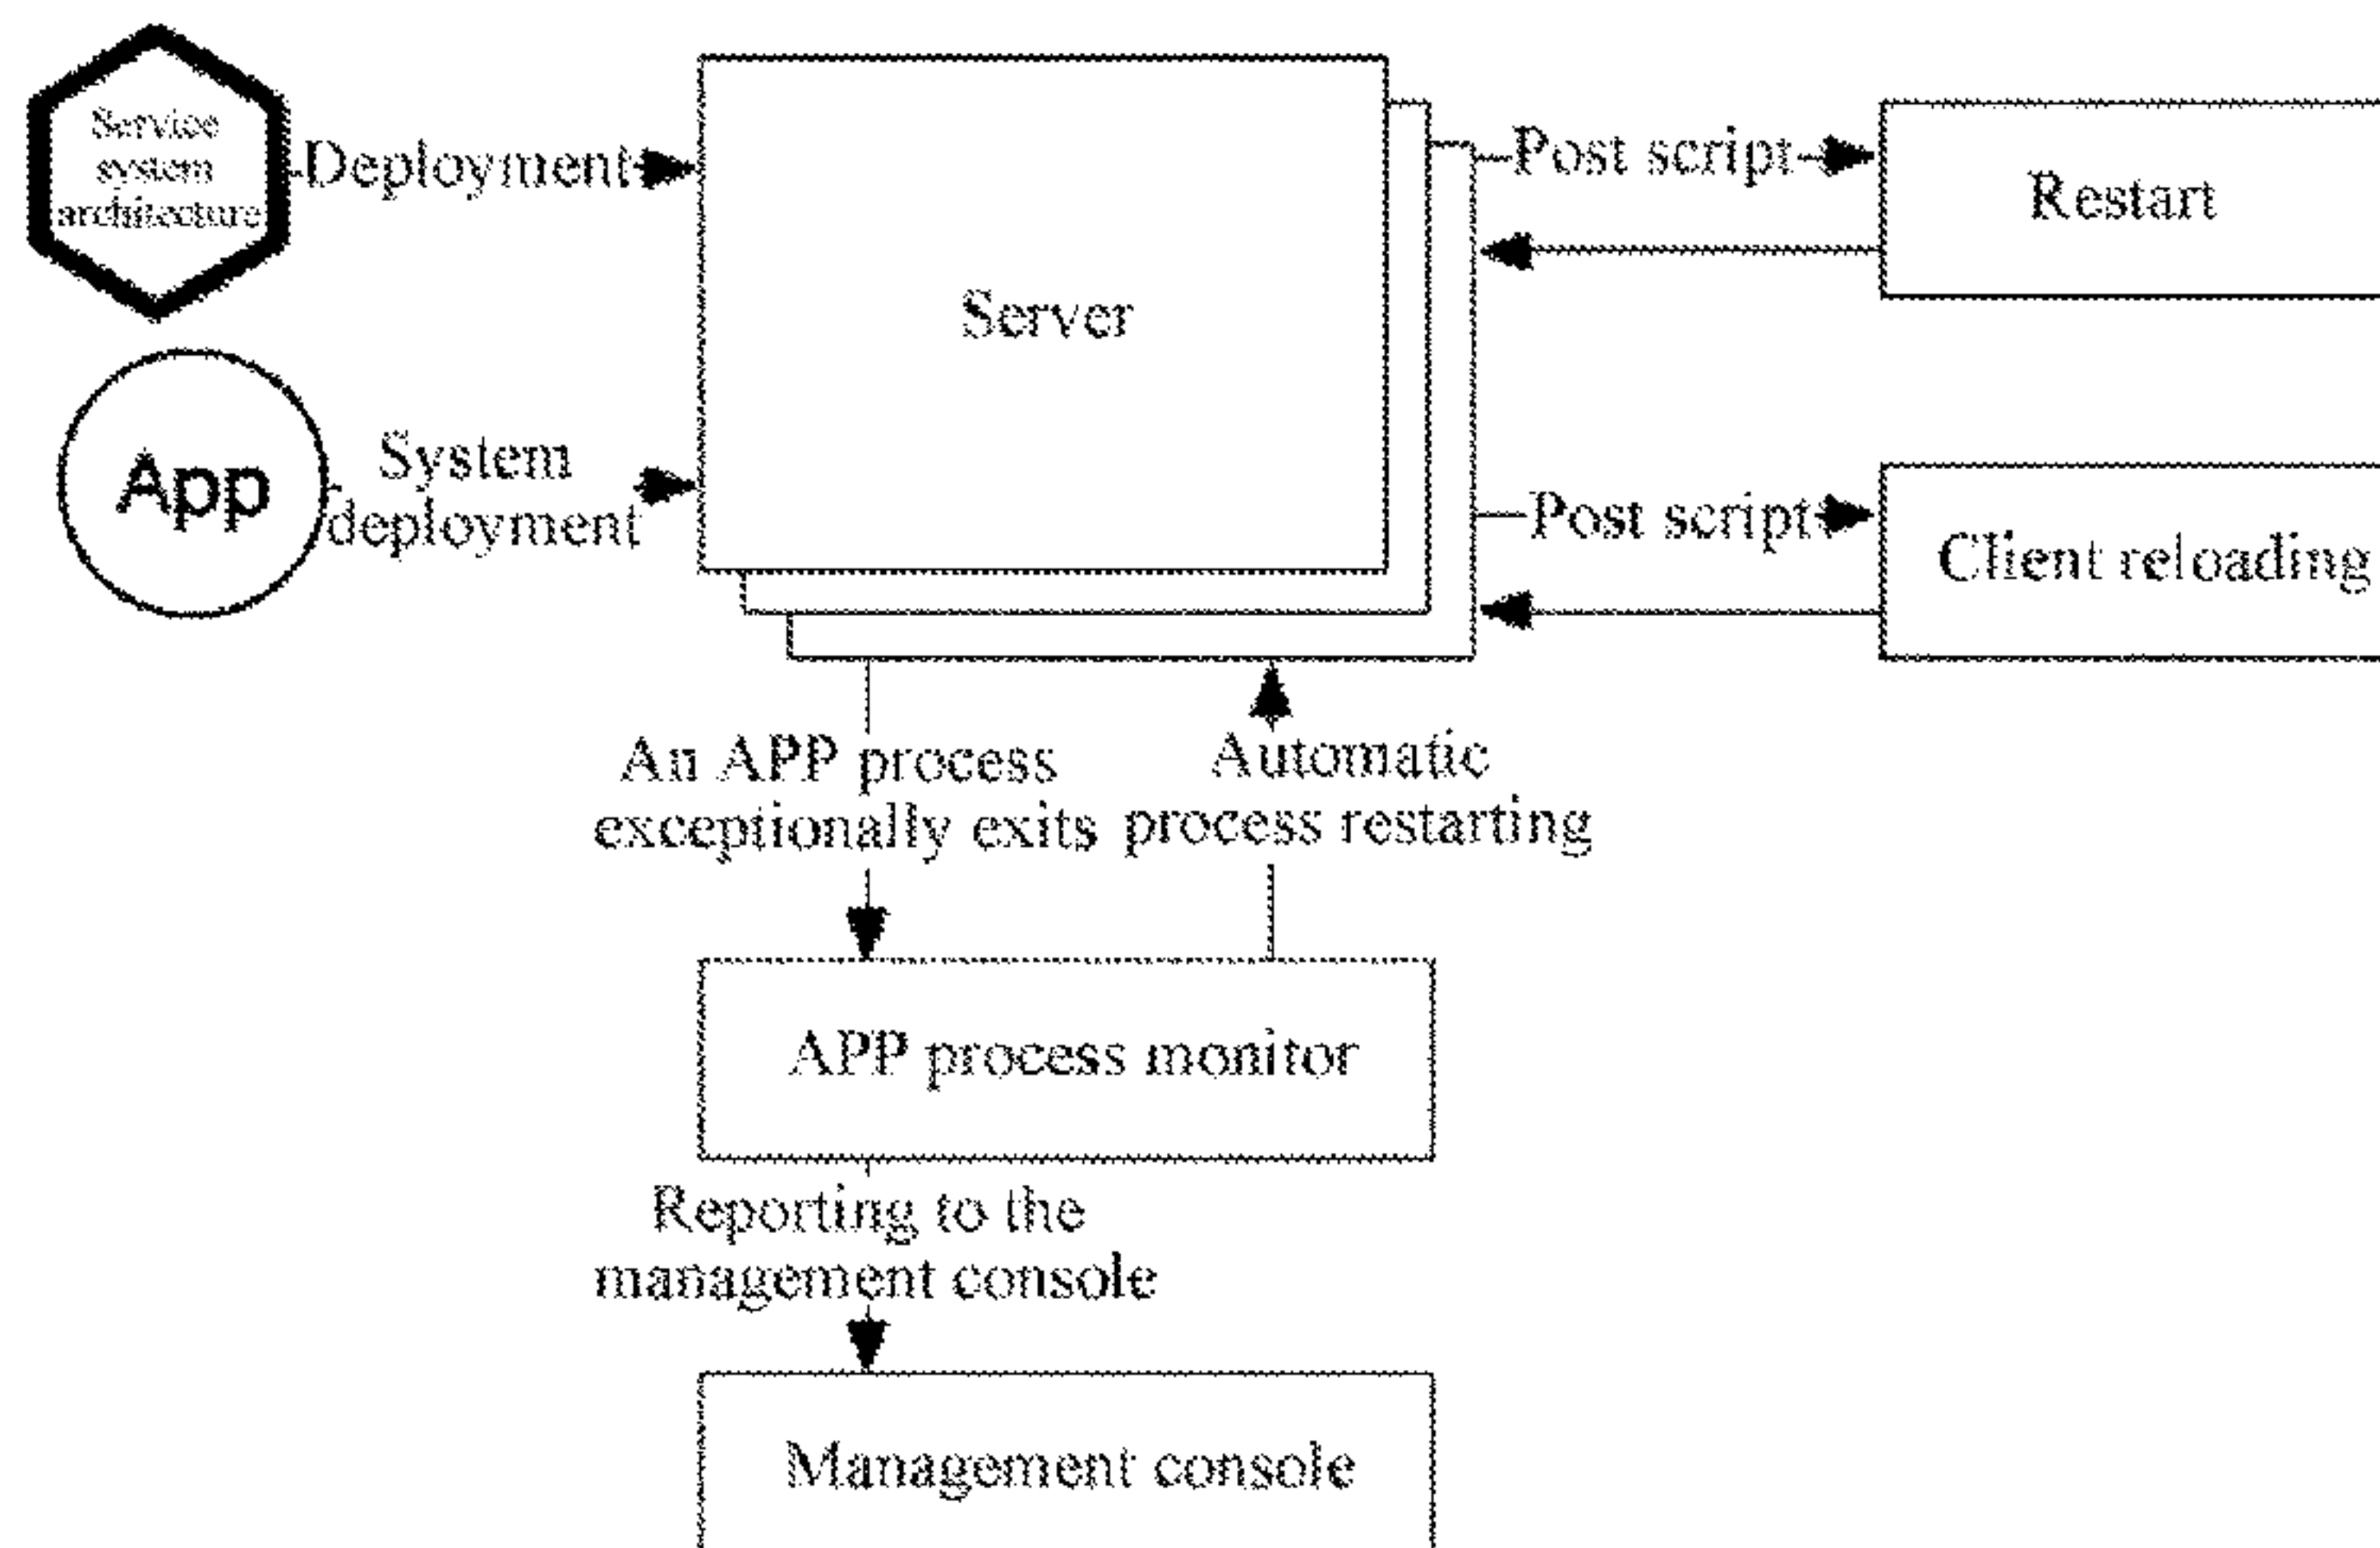 Service
system
architecture
Deployment
Server
Post script
Restart
App
System
deployment
Post script
Client reloading
An APP process
exceptionally exits
Automatic
process restarting
APP process monitor
Reporting to the
management console
Management console